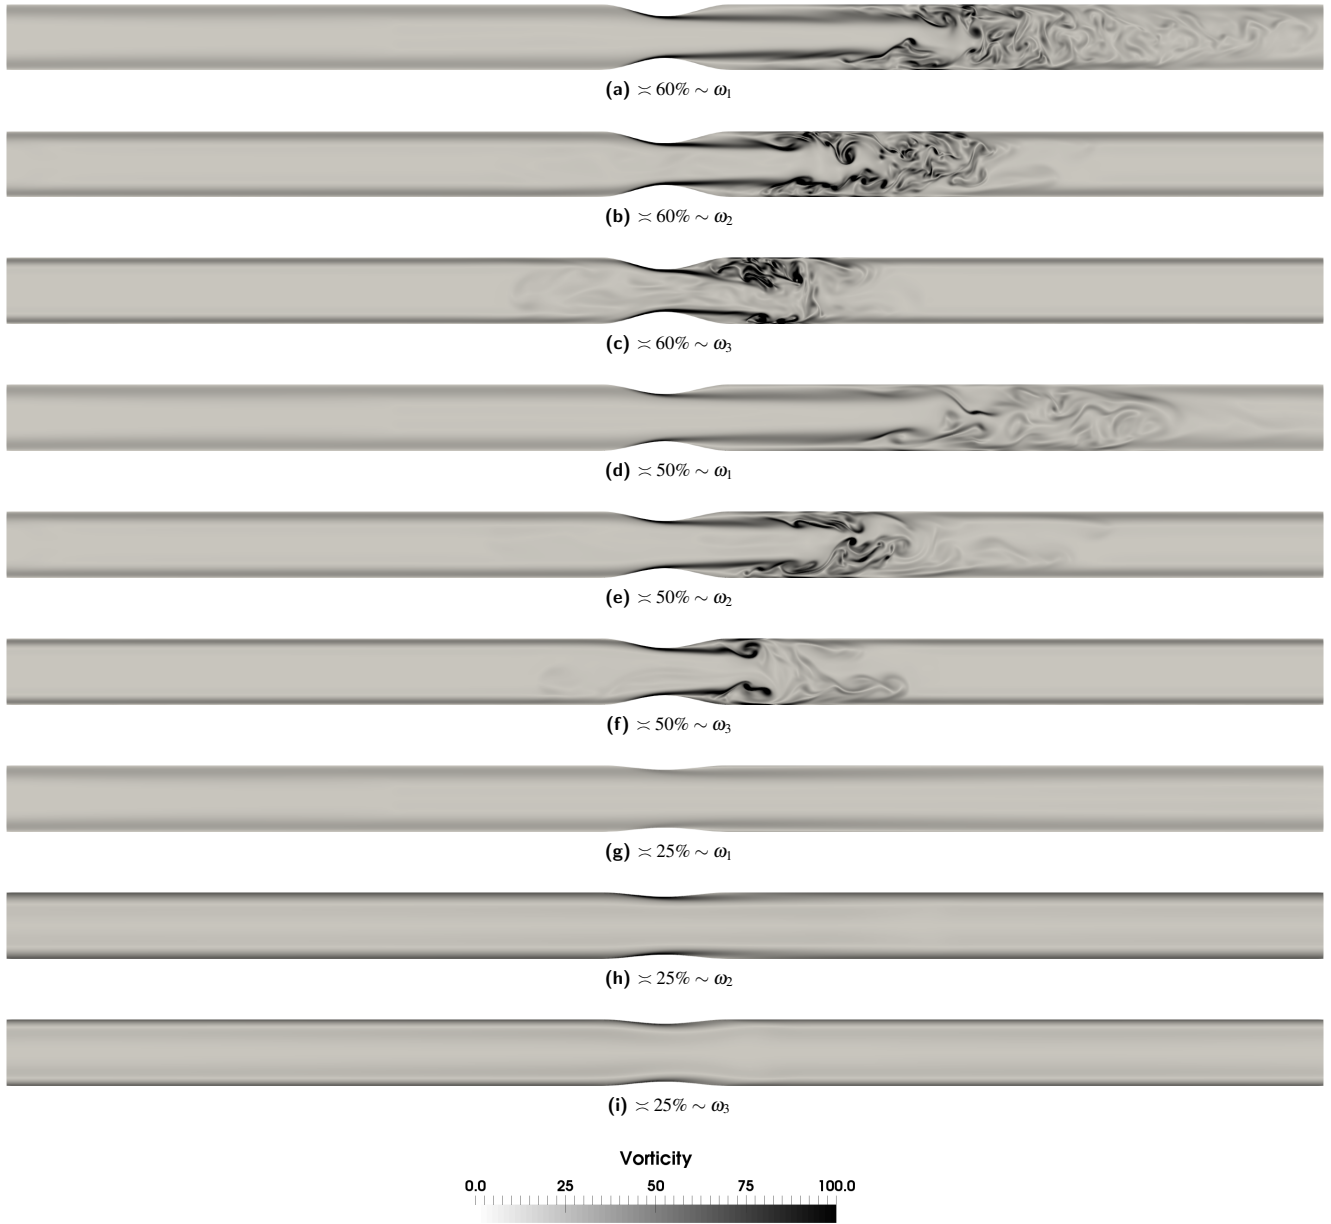 (a) ≍ 60% ∼ ω₁
(b) ≍ 60% ∼ ω₂
(c) ≍ 60% ∼ ω₃
(d) ≍ 50% ∼ ω₁
(e) ≍ 50% ∼ ω₂
(f) ≍ 50% ∼ ω₃
(g) ≍ 25% ∼ ω₁
(h) ≍ 25% ∼ ω₂
(i) ≍ 25% ∼ ω₃
Vorticity
0.0 25 50 75 100.0